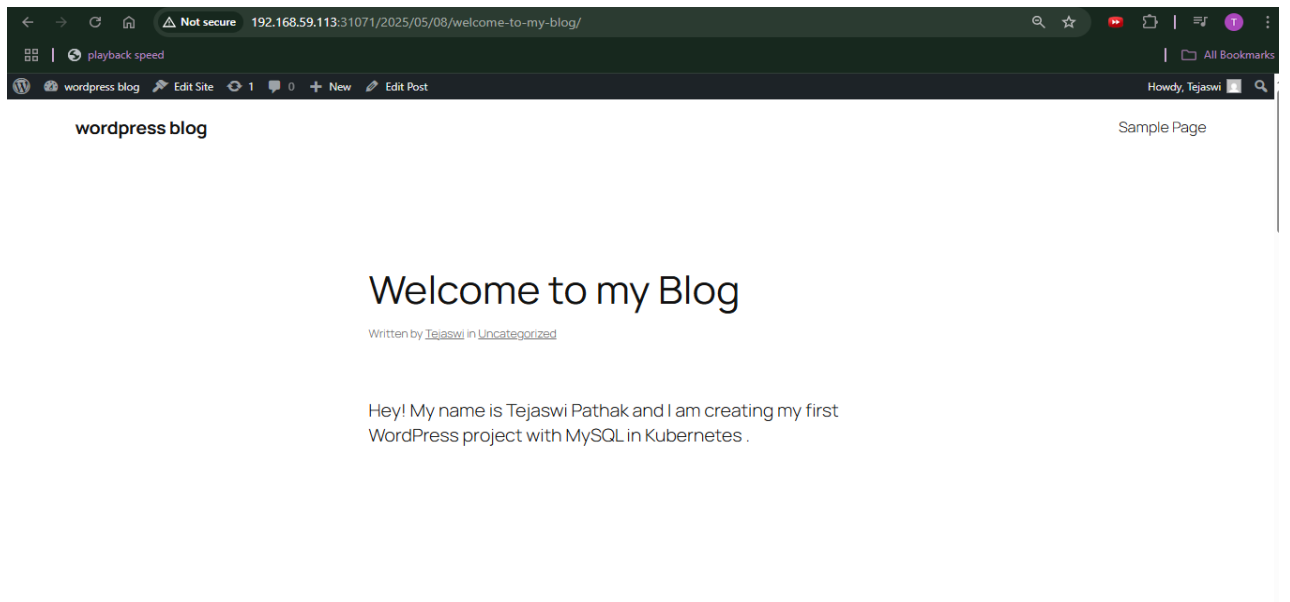 Not secure 192.168.59.113:31071/2025/05/08/welcome-to-my-blog/ T
playback speed All Bookmarks
wordpress blog Edit Site 1 0 New Edit Post Howdy, Tejaswi
wordpress blog Sample Page
Welcome to my Blog
Written by Tejaswi in Uncategorized
Hey! My name is Tejaswi Pathak and I am creating my first
WordPress project with MySQL in Kubernetes .